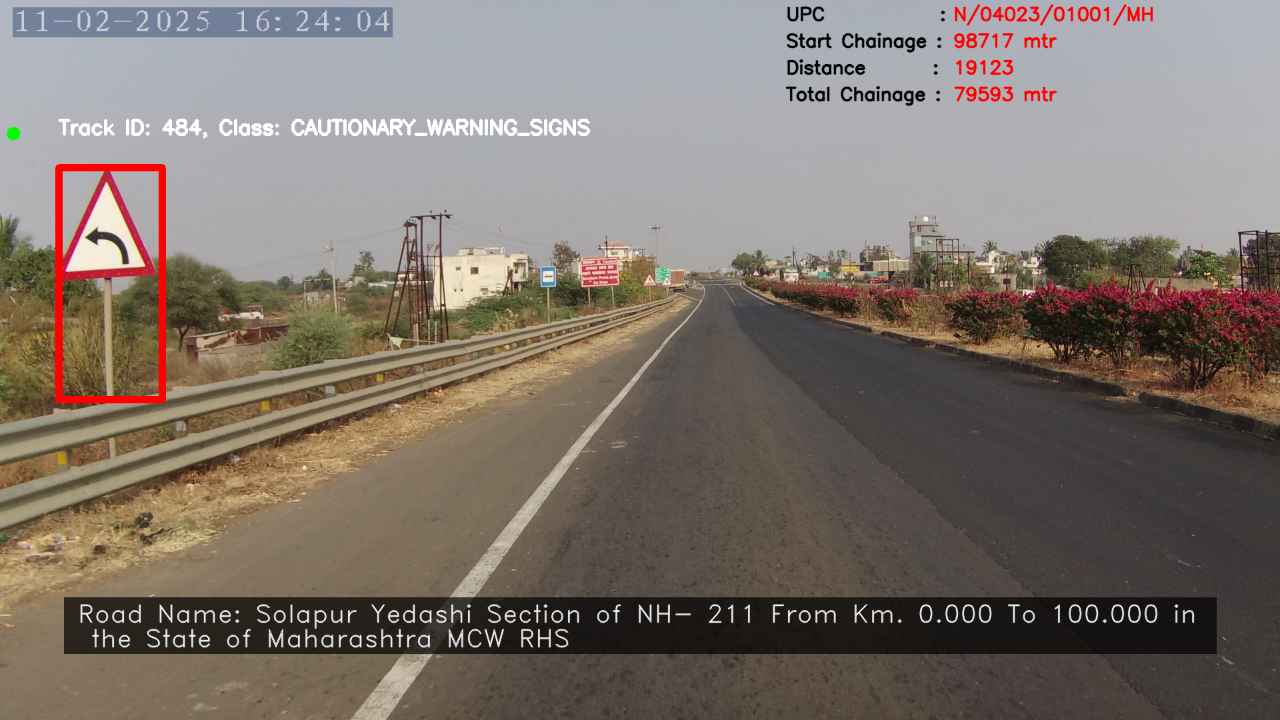 11-02-2025 16:24:04
UPC : N/04023/01001/MH
Start Chainage : 98717 mtr
Distance : 19123
Total Chainage : 79593 mtr
Track ID: 484, Class: CAUTIONARY_WARNING_SIGNS
Road Name: Solapur Yedashi Section of NH- 211 From Km. 0.000 To 100.000 in
the State of Maharashtra MCW RHS